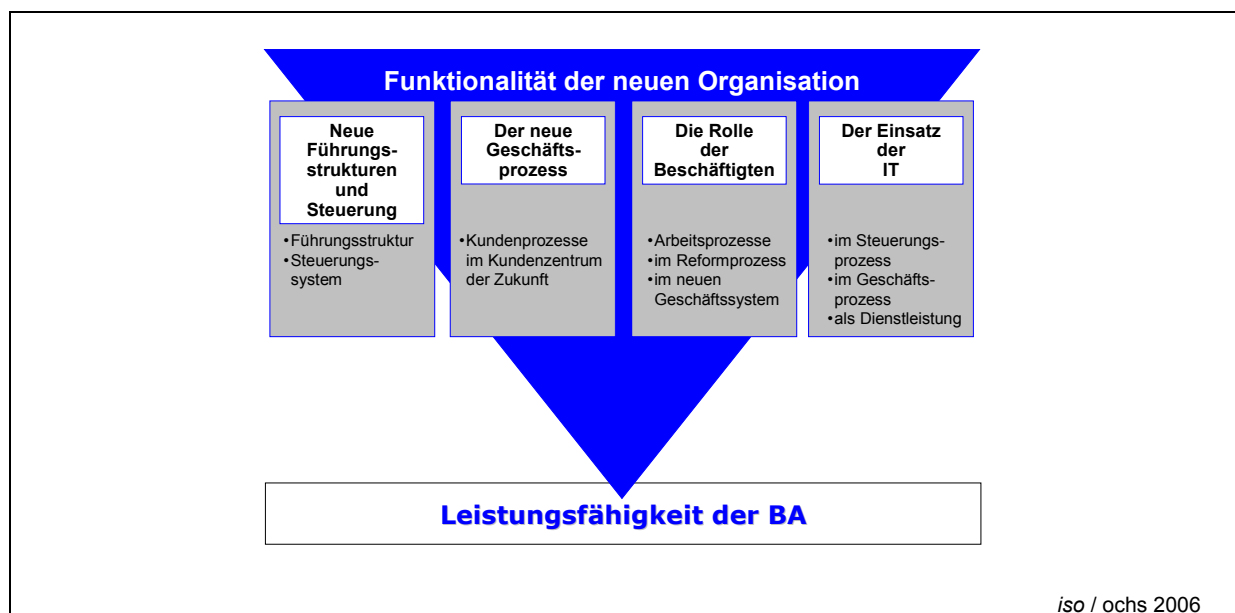 Funktionalität der neuen Organisation
Neue
Führungs-
strukturen
und
Steuerung
•Führungsstruktur
•Steuerungs-
system
Der neue
Geschäfts-
prozess
•Kundenprozesse
im Kundenzentrum
der Zukunft
Die Rolle
der
Beschäftigten
•Arbeitsprozesse
•im Reformprozess
•im neuen
Geschäftssystem
Der Einsatz
der
IT
•im Steuerungs-
prozess
•im Geschäfts-
prozess
•als Dienstleistung
Leistungsfähigkeit der BA
iso / ochs 2006